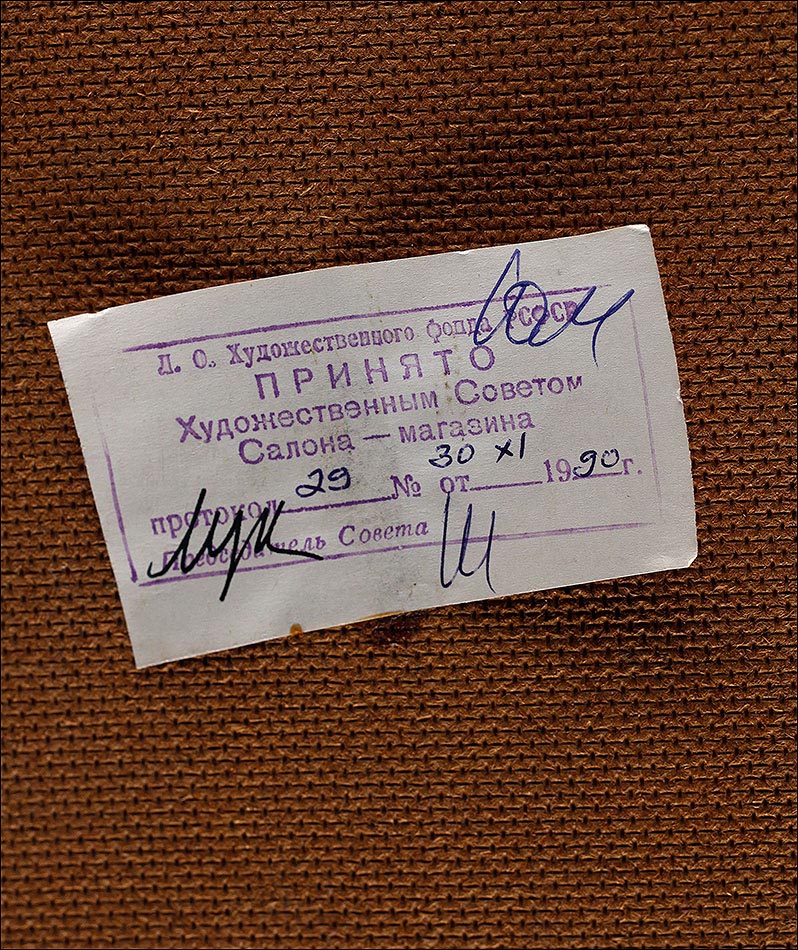 Л. О. Художественного фонда РСФСР
ПРИНЯТО
Художественным Советом
Салона — магазина
протокол 29 № от 30 XI 1990 г.
Председатель Совета